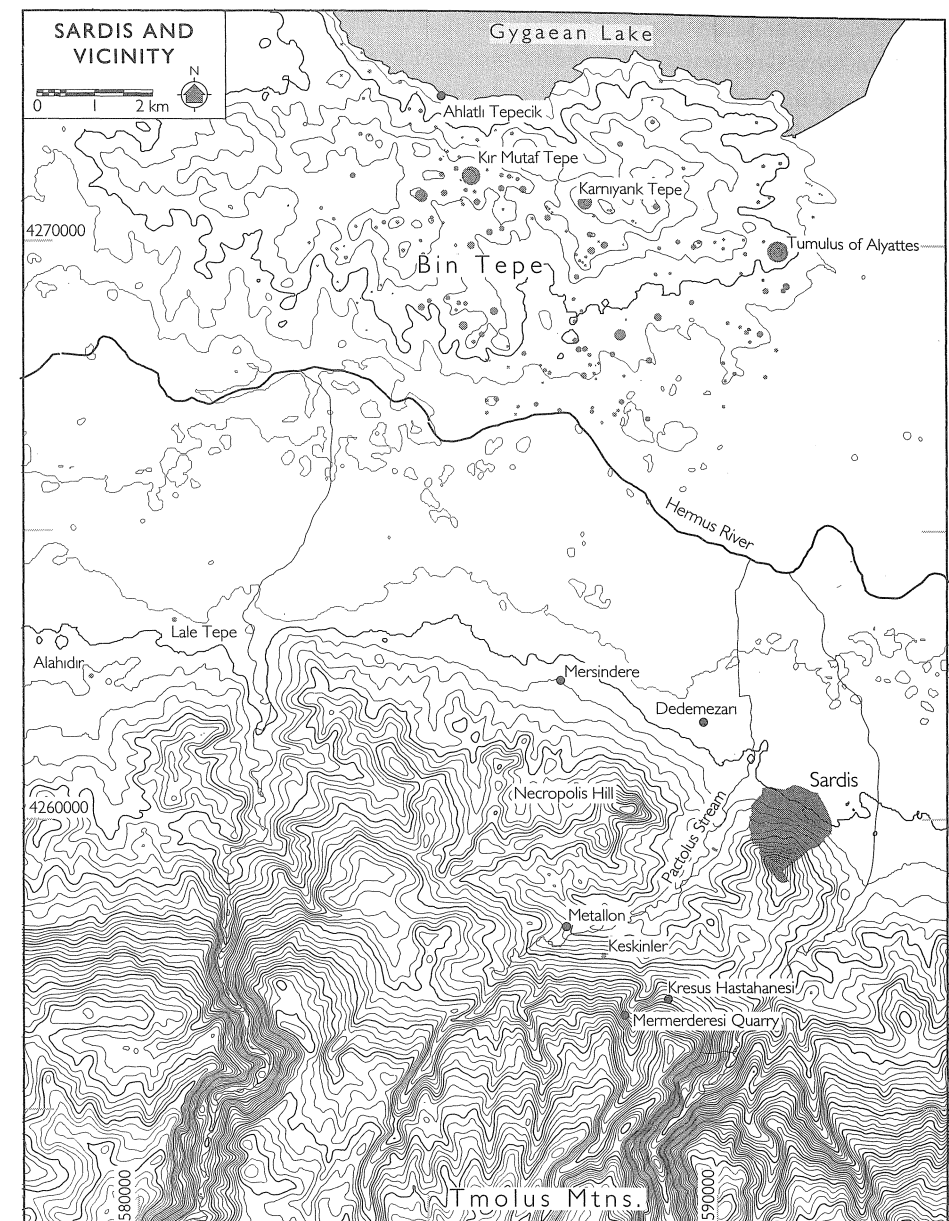 SARDIS AND
VICINITY
N
0 1 2 km
Gygaean Lake
Ahlatlı Tepecik
Kır Mutaf Tepe
Karnıyarık Tepe
4270000
Tumulus of Alyattes
Bin Tepe
Hermus River
Lale Tepe
Alahıdır
Mersindere
Dedemezarı
Sardis
Necropolis Hill
4260000
Pactolus Stream
Metallon
Keskinler
Kresus Hastahanesi
Mermerderesi Quarry
580000
590000
Tmolus Mtns.